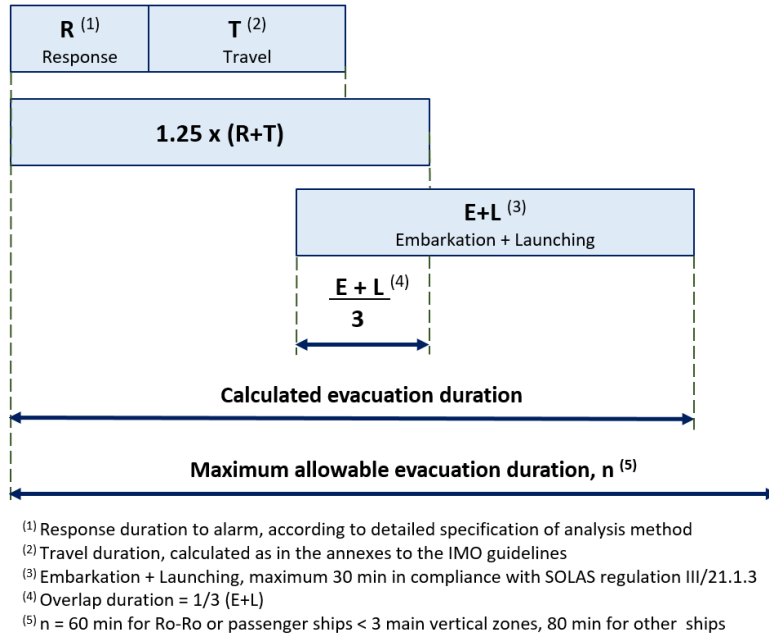 R (1)
Response
T (2)
Travel
1.25 x (R+T)
E+L (3)
Embarkation + Launching
E + L (4)
3
Calculated evacuation duration
Maximum allowable evacuation duration, n (5)
(1) Response duration to alarm, according to detailed specification of analysis method
(2) Travel duration, calculated as in the annexes to the IMO guidelines
(3) Embarkation + Launching, maximum 30 min in compliance with SOLAS regulation III/21.1.3
(4) Overlap duration = 1/3 (E+L)
(5) n = 60 min for Ro-Ro or passenger ships < 3 main vertical zones, 80 min for other ships